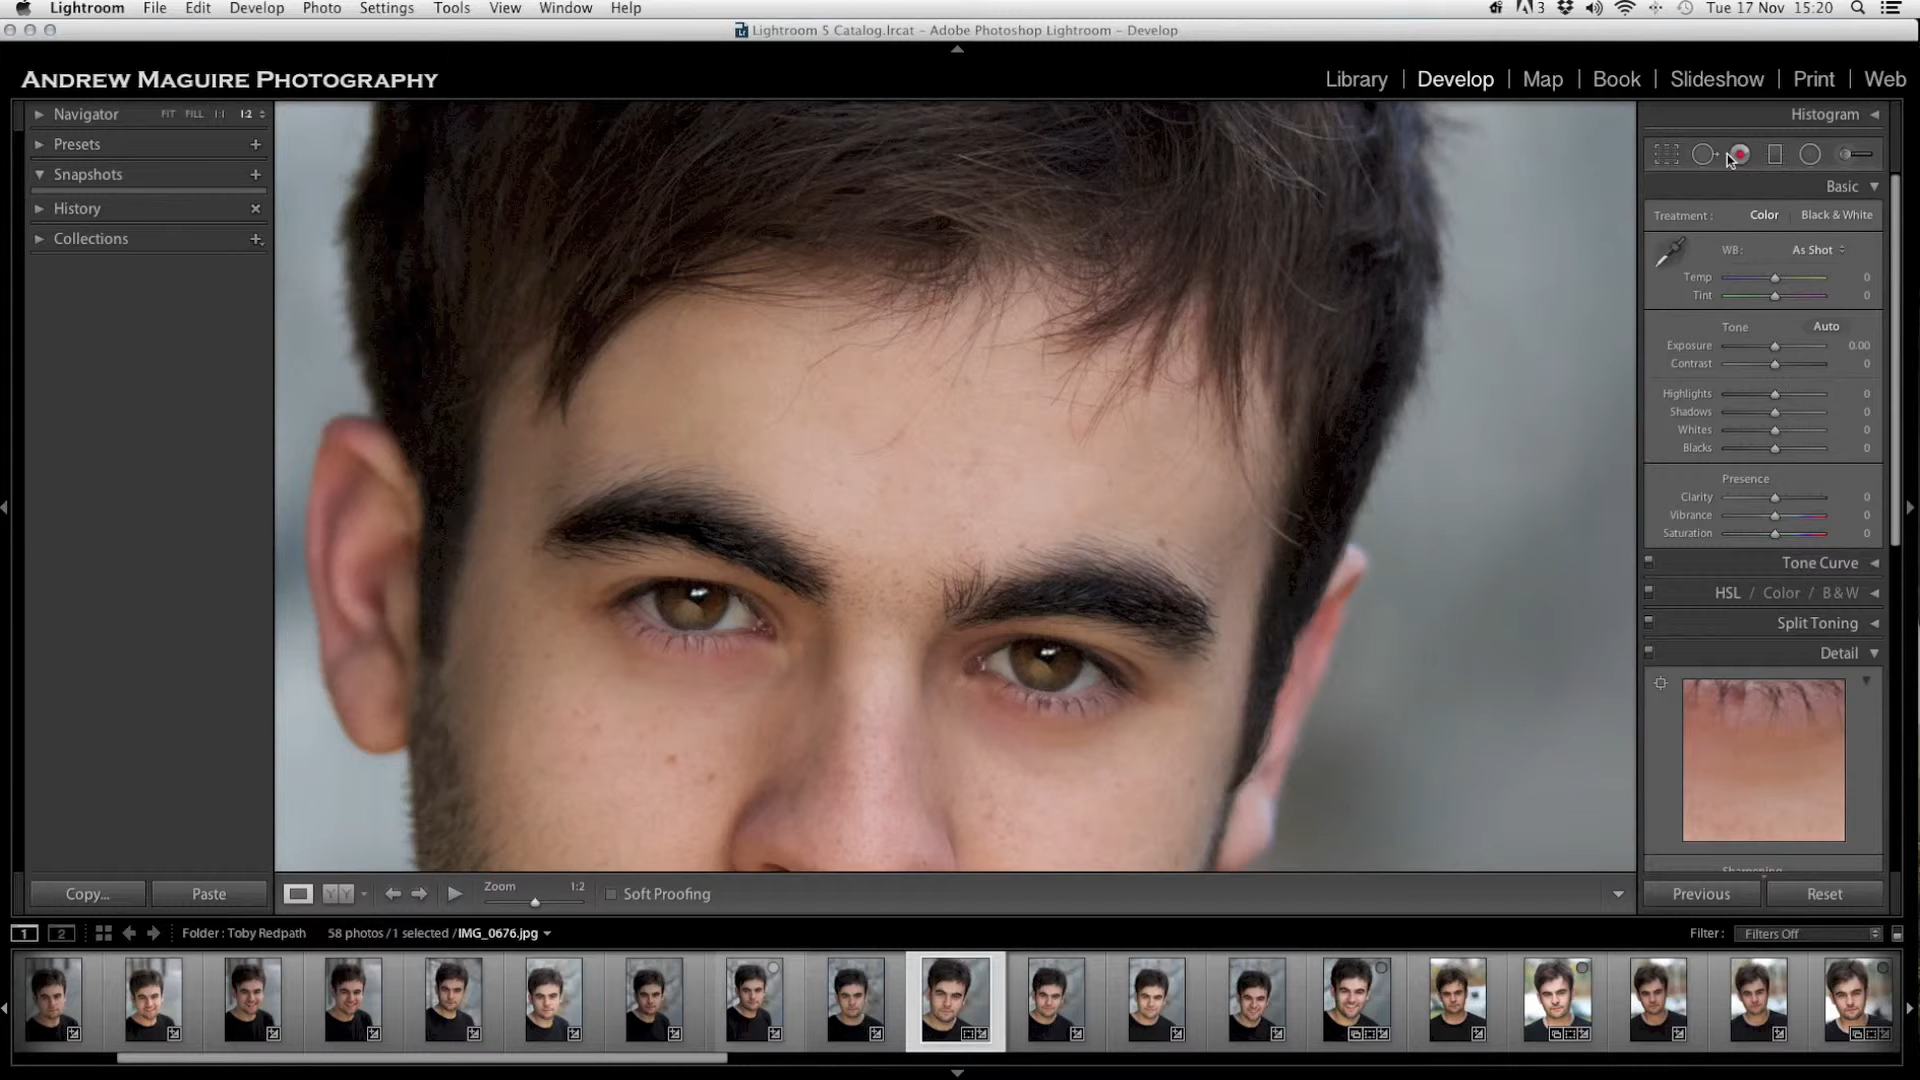 Lightroom File Edit Develop Photo Settings Tools View Window Help 3 Tue 17 Nov 15:20
Lightroom 5 Catalog.lrcat - Adobe Photoshop Lightroom - Develop
ANDREW MAGUIRE PHOTOGRAPHY
Library | Develop | Map | Book | Slideshow | Print | Web
Navigator FIT FILL 1:1 1:2
Presets
Snapshots
History
Collections
Histogram
Basic
Treatment : Color Black & White
WB: As Shot
Temp 0
Tint 0
Tone Auto
Exposure 0.00
Contrast 0
Highlights 0
Shadows 0
Whites 0
Blacks 0
Presence
Clarity 0
Vibrance 0
Saturation 0
Tone Curve
HSL / Color / B & W
Split Toning
Detail
Sharpening
Copy... Paste
Y Y Zoom 1:2 Soft Proofing
Previous Reset
1 2 Folder : Toby Redpath 58 photos / 1 selected / IMG_0676.jpg Filter : Filters Off